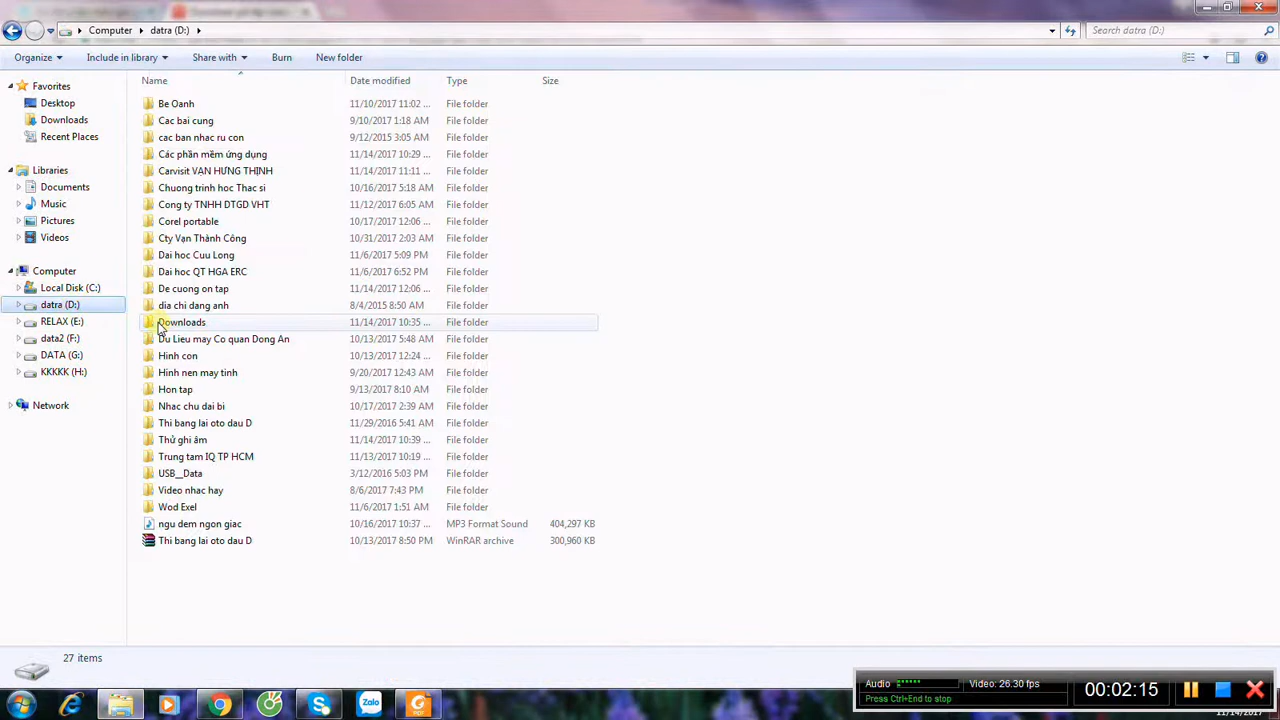 Computer datra (D:) Search datra (D:)
Organize Include in library Share with Burn New folder
Name Date modified Type Size
Favorites
Desktop
Downloads
Recent Places
Libraries
Documents
Music
Pictures
Videos
Computer
Local Disk (C:)
datra (D:)
RELAX (E:)
data2 (F:)
DATA (G:)
KKKKK (H:)
Network
Be Oanh 11/10/2017 11:02 ... File folder
Cac bai cung 9/10/2017 1:18 AM File folder
cac ban nhac ru con 9/12/2015 3:05 AM File folder
Các phần mềm ứng dụng 11/14/2017 10:29 ... File folder
Carvisit VẠN HƯNG THỊNH 11/14/2017 11:11 ... File folder
Chuong trinh hoc Thac si 10/16/2017 5:18 AM File folder
Cong ty TNHH DTGD VHT 11/12/2017 6:05 AM File folder
Corel portable 10/17/2017 12:06 ... File folder
Cty Vạn Thành Công 10/31/2017 2:03 AM File folder
Dai hoc Cuu Long 11/6/2017 5:09 PM File folder
Dai hoc QT HGA ERC 11/6/2017 6:52 PM File folder
De cuong on tap 11/14/2017 12:06 ... File folder
dia chi dang anh 8/4/2015 8:50 AM File folder
Downloads 11/14/2017 10:35 ... File folder
Du Lieu may Co quan Dong An 10/13/2017 5:48 AM File folder
Hinh con 10/13/2017 12:24 ... File folder
Hinh nen may tinh 9/20/2017 12:43 AM File folder
Hon tap 9/13/2017 8:10 AM File folder
Nhac chu dai bi 10/17/2017 2:39 AM File folder
Thi bang lai oto dau D 11/29/2016 5:41 AM File folder
Thử ghi âm 11/14/2017 10:39 ... File folder
Trung tam IQ TP HCM 11/13/2017 10:19 ... File folder
USB__Data 3/12/2016 5:03 PM File folder
Video nhac hay 8/6/2017 7:43 PM File folder
Wod Exel 11/6/2017 1:51 AM File folder
ngu dem ngon giac 10/16/2017 10:37 ... MP3 Format Sound 404,297 KB
Thi bang lai oto dau D 10/13/2017 8:50 PM WinRAR archive 300,960 KB
27 items
Audio Video: 26.30 fps
Press Ctrl+End to stop
00:02:15
Zalo
PDF
11/14/2017